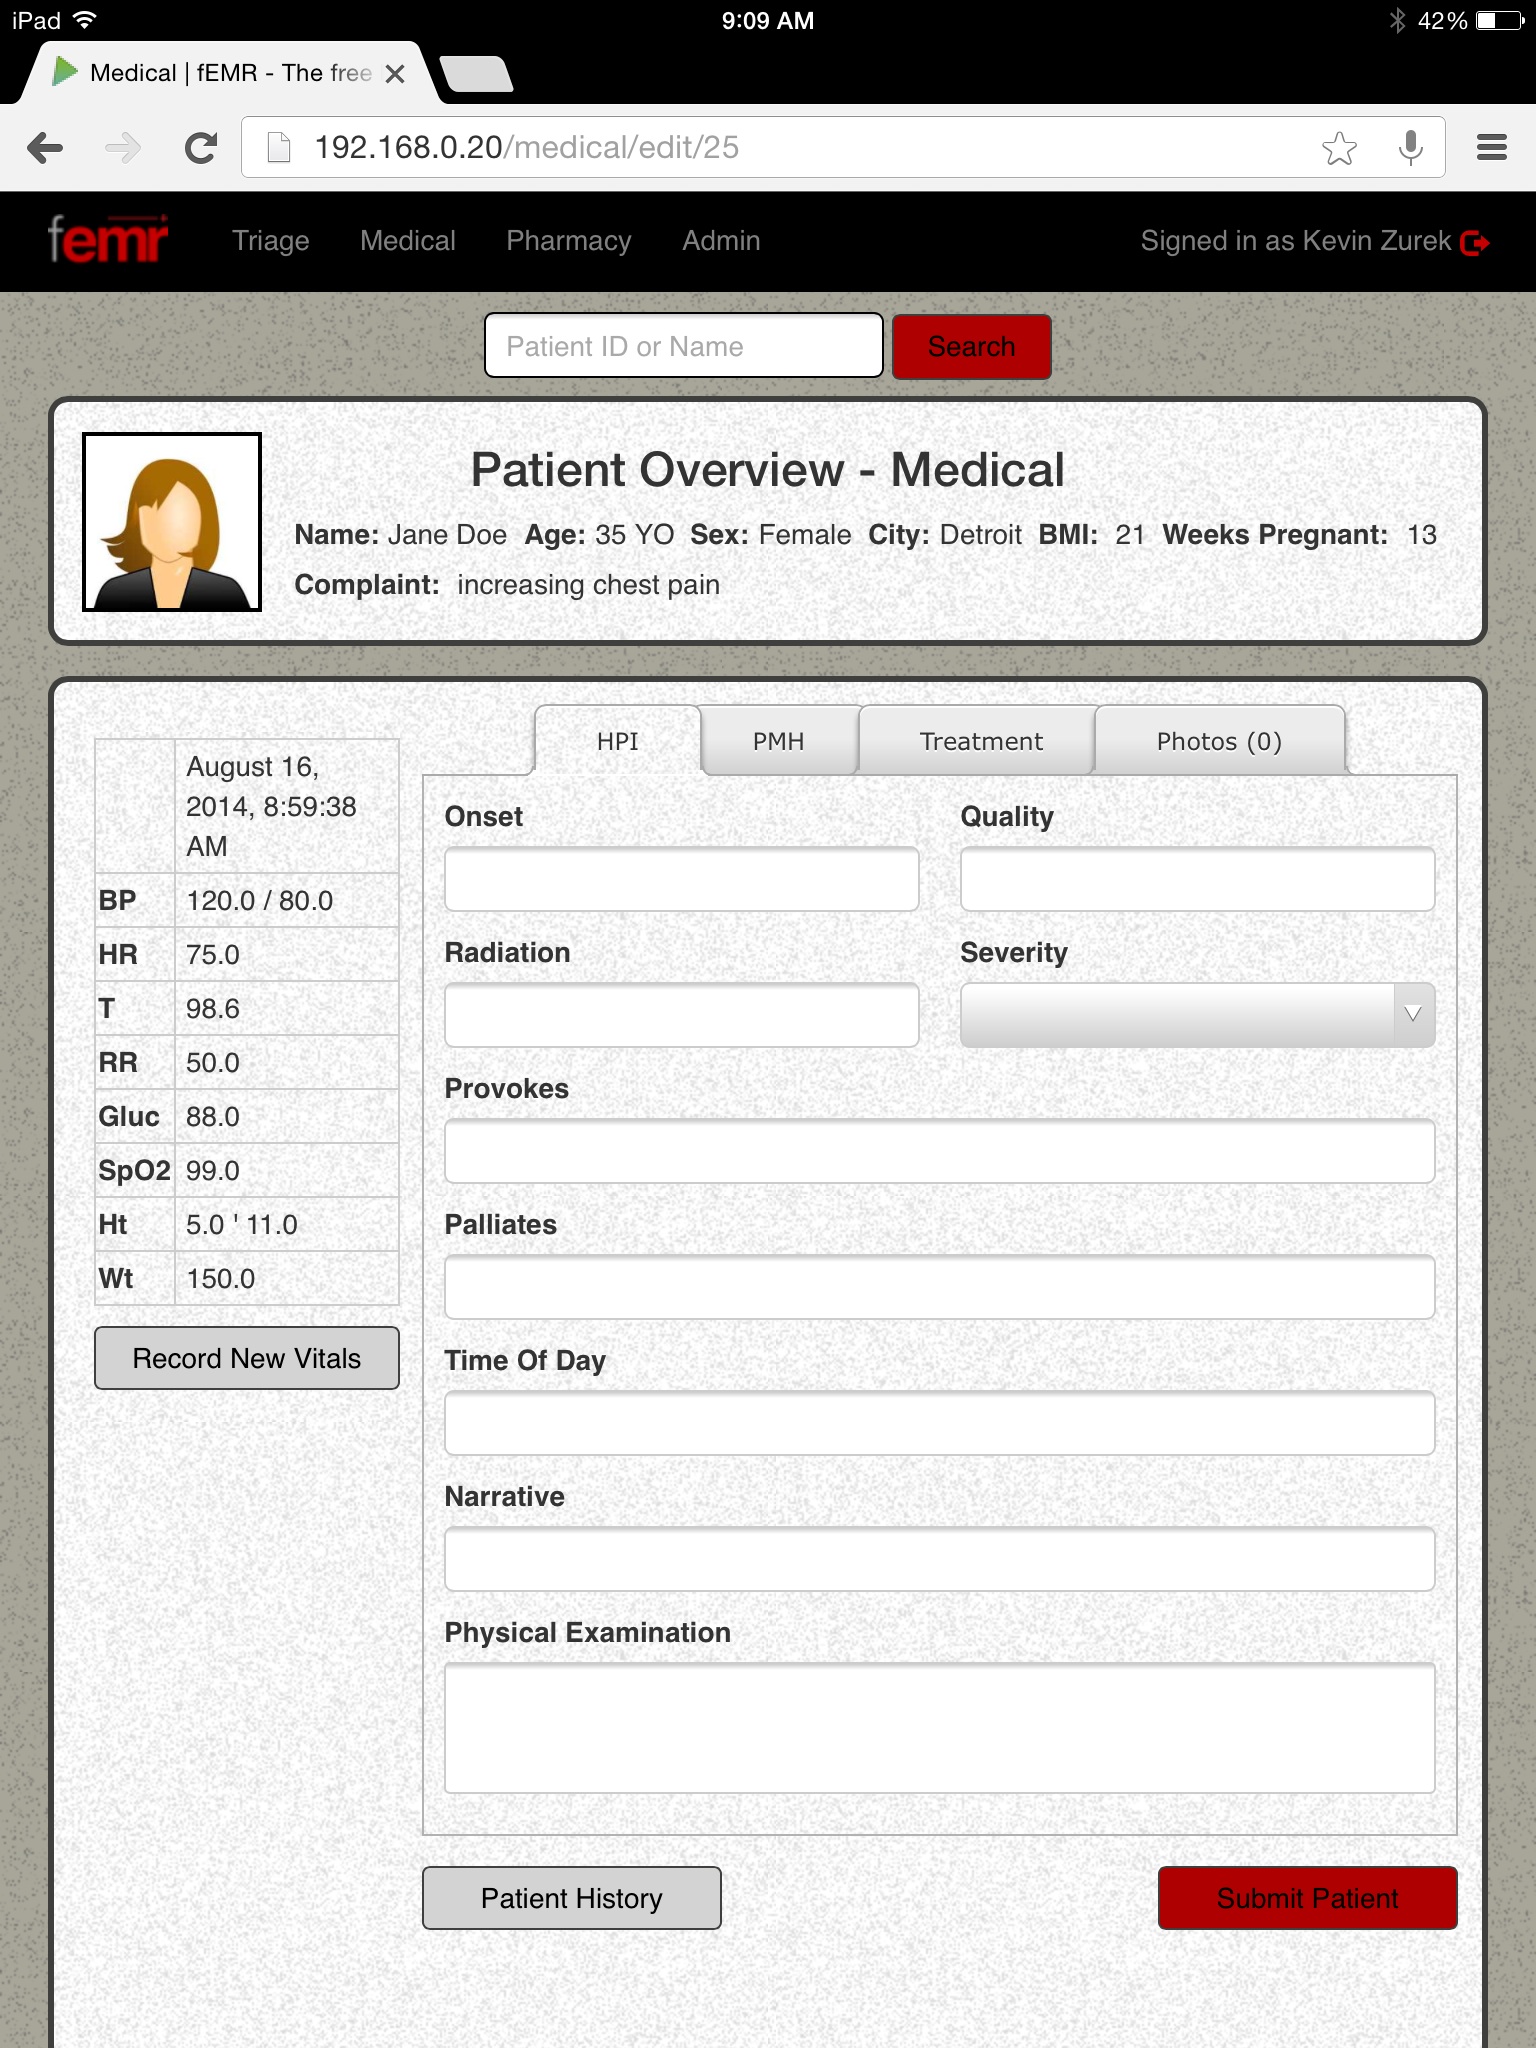 iPad 9:09 AM 42%
Medical | fEMR - The free
192.168.0.20/medical/edit/25
femr Triage Medical Pharmacy Admin Signed in as Kevin Zurek
Patient ID or Name Search
Patient Overview - Medical
Name: Jane Doe Age: 35 YO Sex: Female City: Detroit BMI: 21 Weeks Pregnant: 13
Complaint: increasing chest pain
August 16,
2014, 8:59:38
AM
BP 120.0 / 80.0
HR 75.0
T 98.6
RR 50.0
Gluc 88.0
SpO2 99.0
Ht 5.0 ' 11.0
Wt 150.0
Record New Vitals
HPI PMH Treatment Photos (0)
Onset Quality
Radiation Severity
Provokes
Palliates
Time Of Day
Narrative
Physical Examination
Patient History Submit Patient